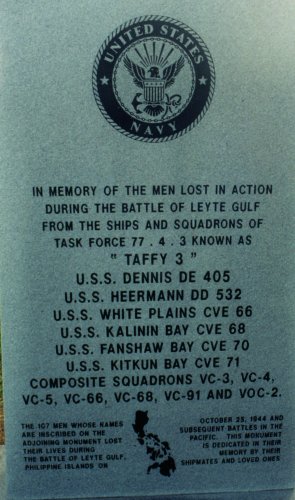 UNITED STATES
NAVY
IN MEMORY OF THE MEN LOST IN ACTION
DURING THE BATTLE OF LEYTE GULF
FROM THE SHIPS AND SQUADRONS OF
TASK FORCE 77 . 4 . 3 KNOWN AS
" TAFFY 3 "
U.S.S. DENNIS DE 405
U.S.S. HEERMANN DD 532
U.S.S. WHITE PLAINS CVE 66
U.S.S. KALININ BAY CVE 68
U.S.S. FANSHAW BAY CVE 70
U.S.S. KITKUN BAY CVE 71
COMPOSITE SQUADRONS VC-3, VC-4,
VC-5, VC-66, VC-68, VC-91 AND VOC-2.
THE 107 MEN WHOSE NAMES
ARE INSCRIBED ON THE
ADJOINING MONUMENT LOST
THEIR LIVES DURING
THE BATTLE OF LEYTE GULF,
PHILIPPINE ISLANDS ON
OCTOBER 25, 1944 AND
SUBSEQUENT BATTLES IN THE
PACIFIC. . THIS MONUMENT
IS DEDICATED IN THEIR
MEMORY BY THEIR
SHIPMATES AND LOVED ONES.